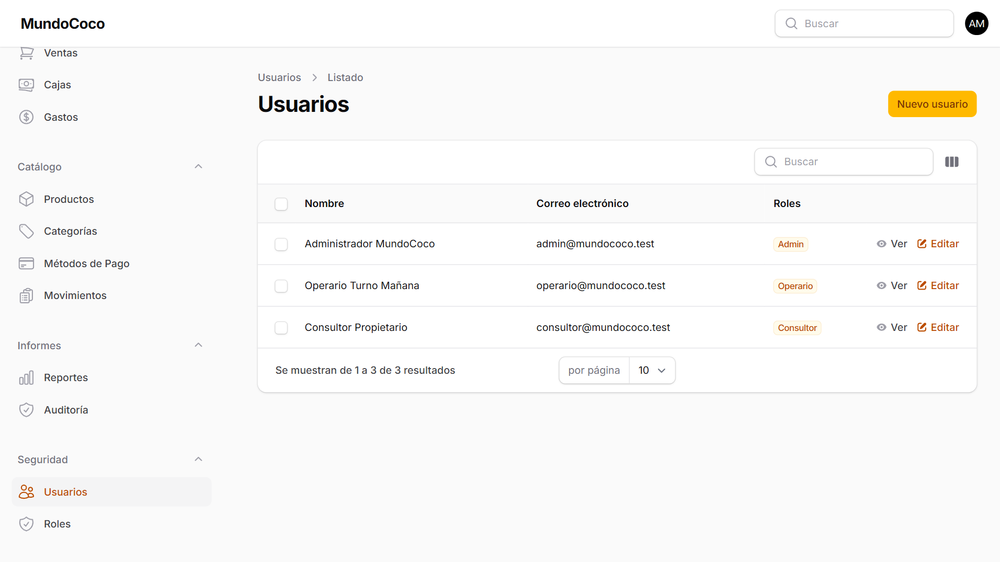 MundoCoco
Buscar
AM
Ventas
Cajas
Gastos
Catálogo
Productos
Categorías
Métodos de Pago
Movimientos
Informes
Reportes
Auditoría
Seguridad
Usuarios
Roles
Usuarios > Listado
Usuarios
Nuevo usuario
Buscar
Nombre Correo electrónico Roles
Administrador MundoCoco admin@mundococo.test Admin Ver Editar
Operario Turno Mañana operario@mundococo.test Operario Ver Editar
Consultor Propietario consultor@mundococo.test Consultor Ver Editar
Se muestran de 1 a 3 de 3 resultados por página 10